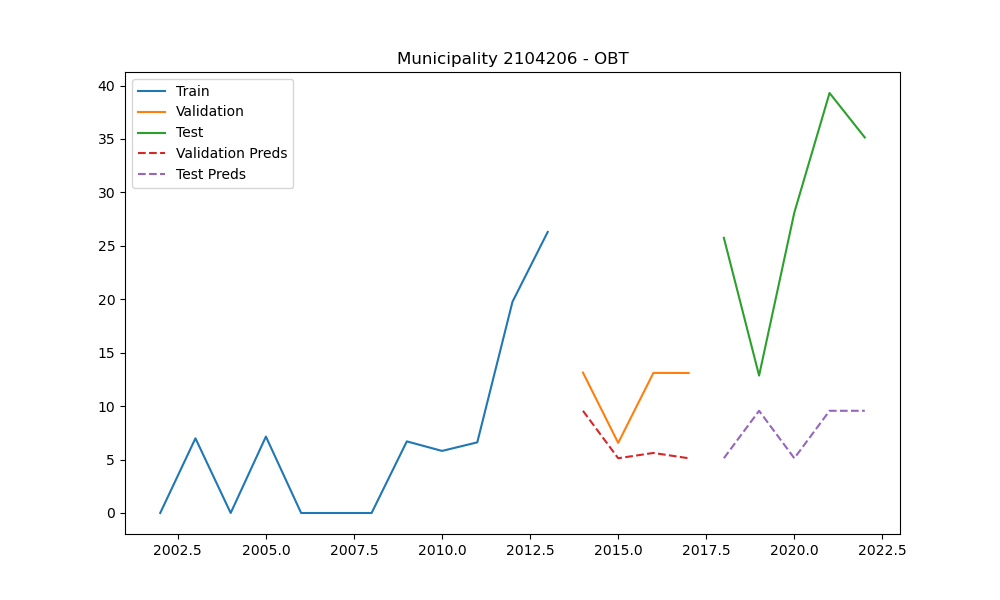 Municipality 2104206 - OBT
Train
Validation
Test
Validation Preds
Test Preds
40
35
30
25
20
15
10
5
0
2002.5 2005.0 2007.5 2010.0 2012.5 2015.0 2017.5 2020.0 2022.5